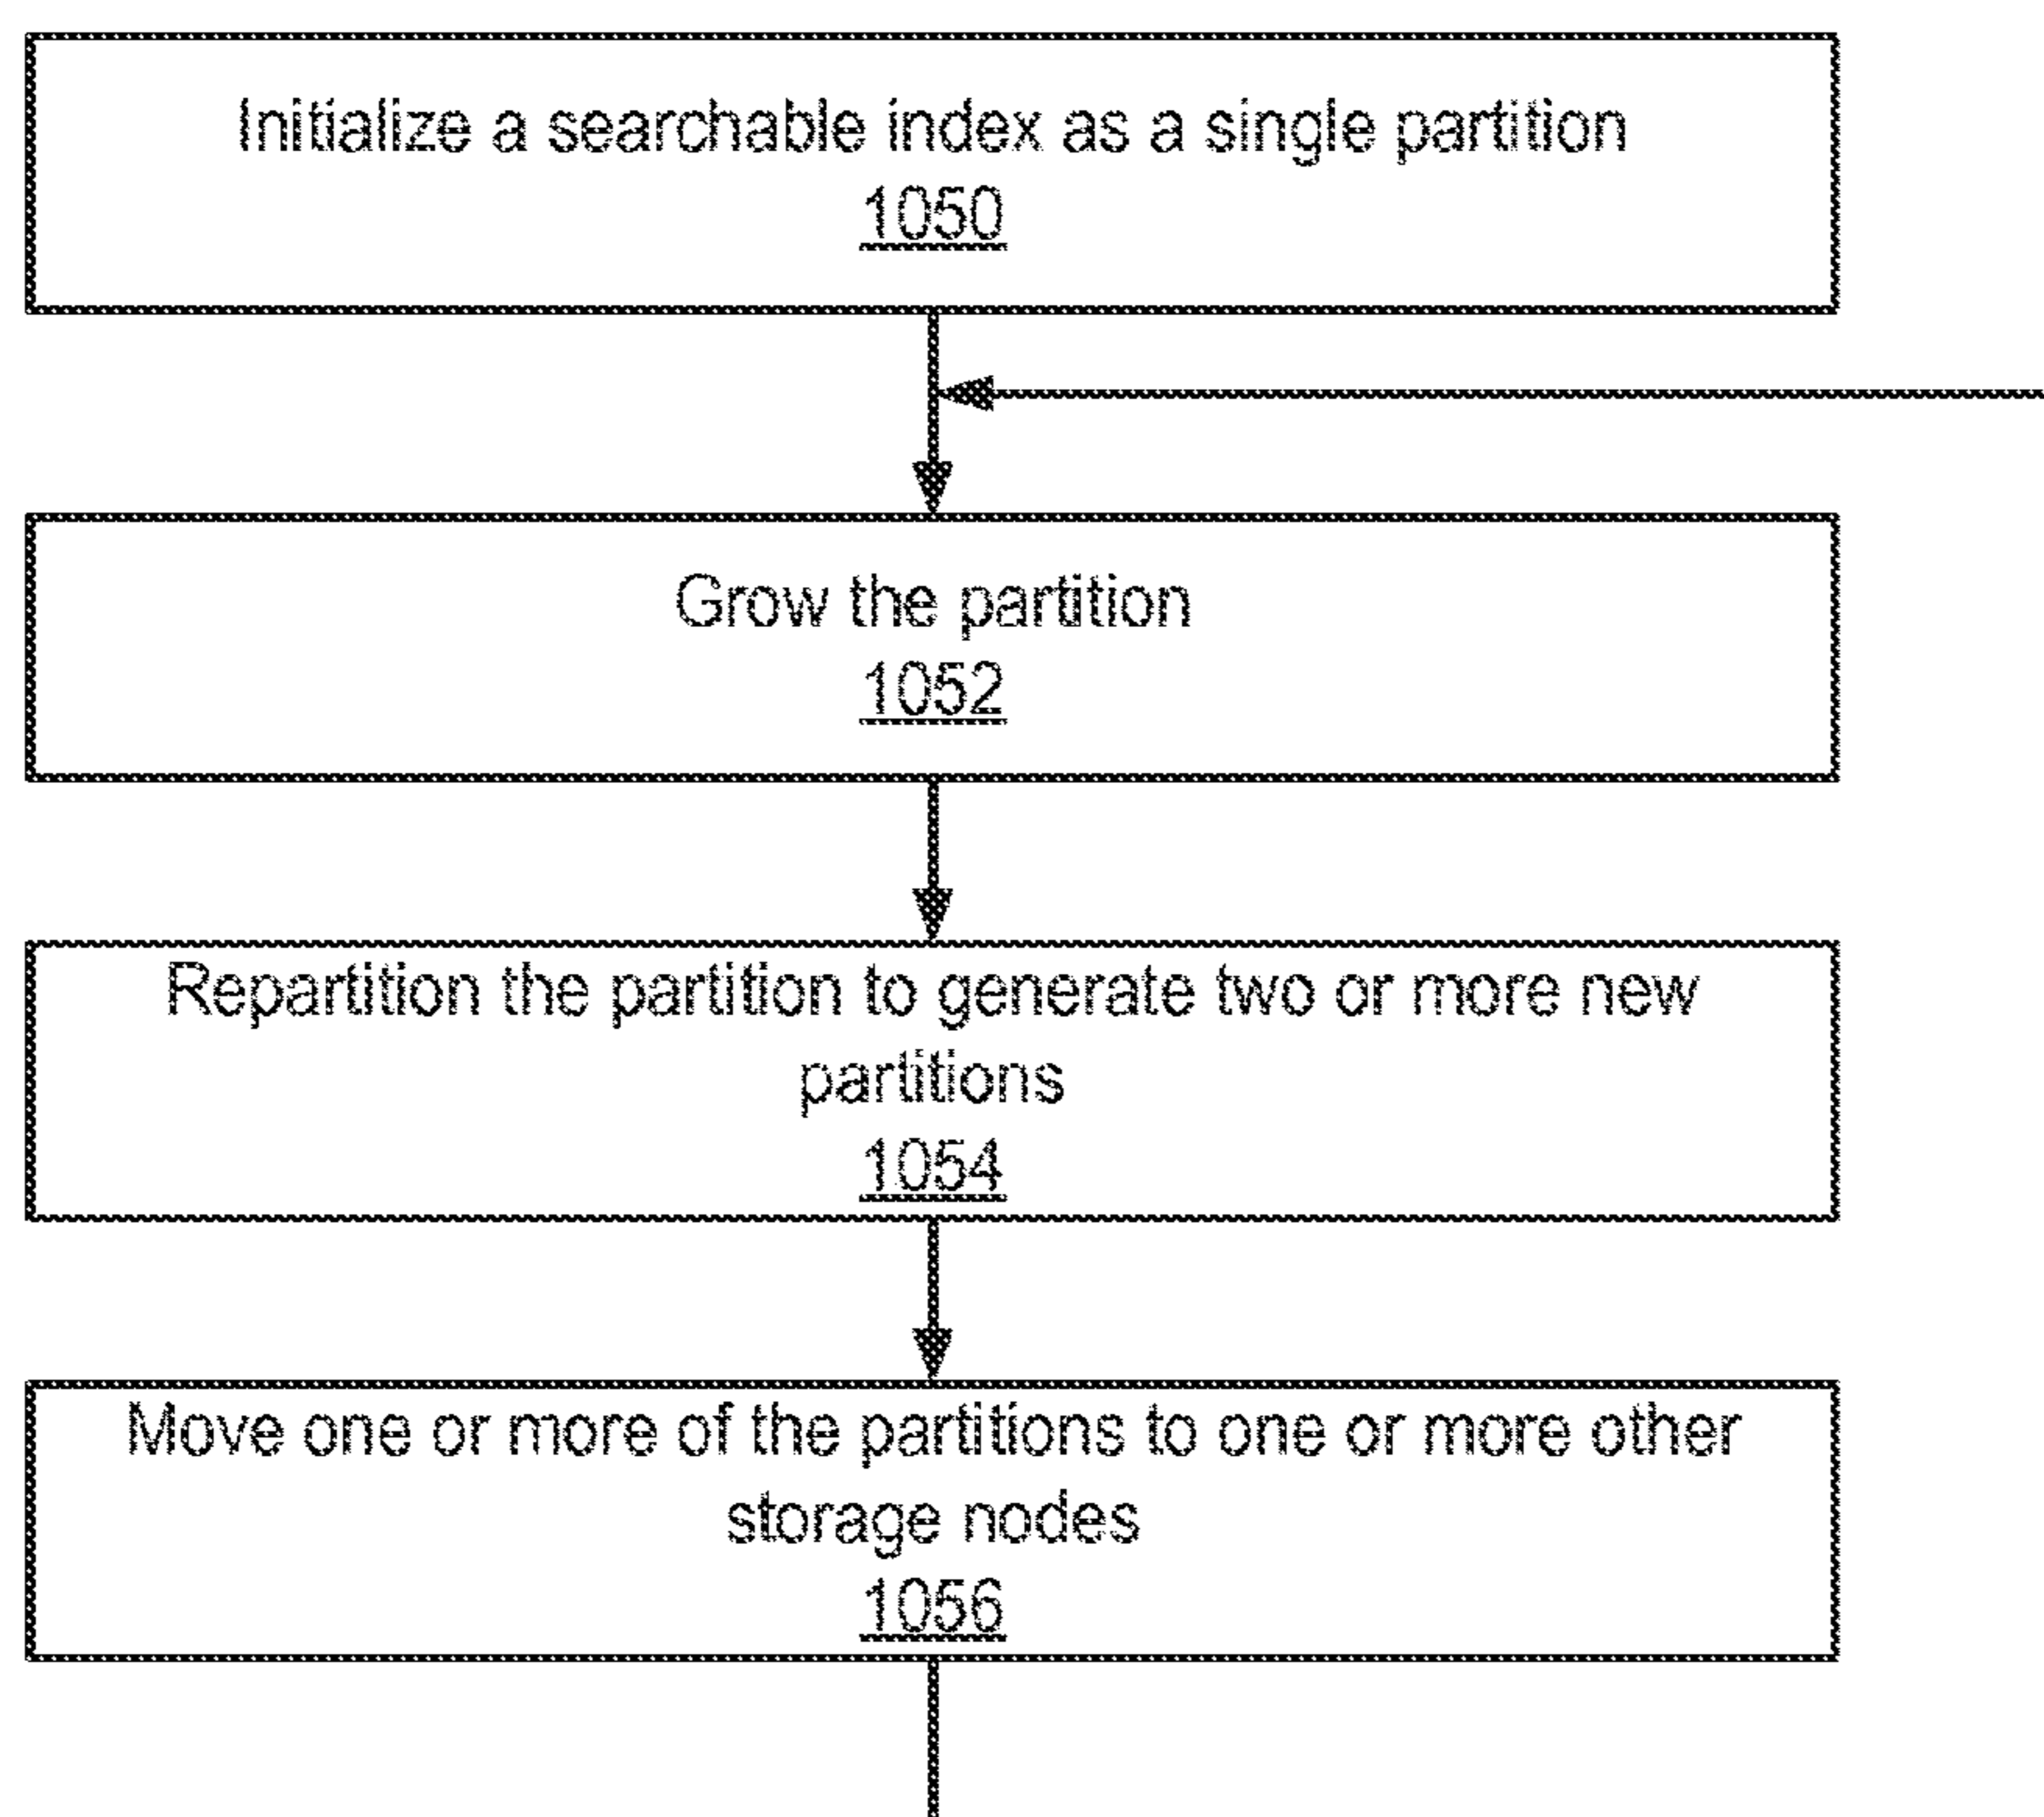 Initialize a searchable index as a single partition
1050
Grow the partition
1052
Repartition the partition to generate two or more new
partitions
1054
Move one or more of the partitions to one or more other
storage nodes
1056